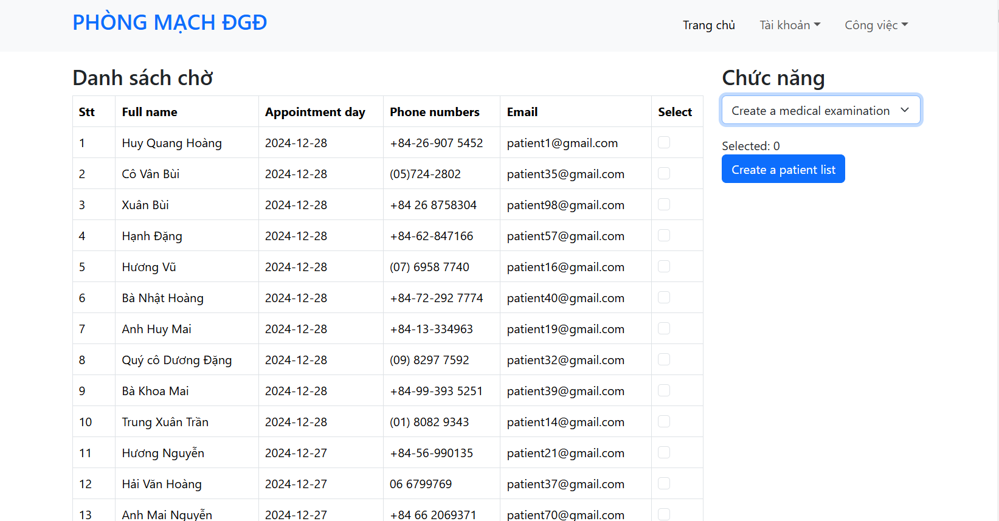 PHÒNG MẠCH ĐGĐ
Trang chủ Tài khoản Công việc
Danh sách chờ
Stt Full name Appointment day Phone numbers Email Select
1 Huy Quang Hoàng 2024-12-28 +84-26-907 5452 patient1@gmail.com
2 Cô Vân Bùi 2024-12-28 (05)724-2802 patient35@gmail.com
3 Xuân Bùi 2024-12-28 +84 26 8758304 patient98@gmail.com
4 Hạnh Đặng 2024-12-28 +84-62-847166 patient57@gmail.com
5 Hương Vũ 2024-12-28 (07) 6958 7740 patient16@gmail.com
6 Bà Nhật Hoàng 2024-12-28 +84-72-292 7774 patient40@gmail.com
7 Anh Huy Mai 2024-12-28 +84-13-334963 patient19@gmail.com
8 Quý cô Dương Đặng 2024-12-28 (09) 8297 7592 patient32@gmail.com
9 Bà Khoa Mai 2024-12-28 +84-99-393 5251 patient39@gmail.com
10 Trung Xuân Trần 2024-12-28 (01) 8082 9343 patient14@gmail.com
11 Hương Nguyễn 2024-12-27 +84-56-990135 patient21@gmail.com
12 Hải Văn Hoàng 2024-12-27 06 6799769 patient37@gmail.com
13 Anh Mai Nguyễn 2024-12-27 +84 66 2069371 patient70@gmail.com
Chức năng
Create a medical examination
Selected: 0
Create a patient list